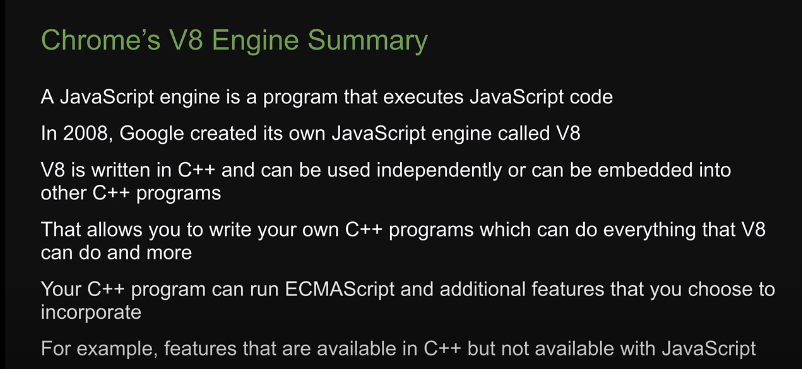 Chrome’s V8 Engine Summary
A JavaScript engine is a program that executes JavaScript code
In 2008, Google created its own JavaScript engine called V8
V8 is written in C++ and can be used independently or can be embedded into
other C++ programs
That allows you to write your own C++ programs which can do everything that V8
can do and more
Your C++ program can run ECMAScript and additional features that you choose to
incorporate
For example, features that are available in C++ but not available with JavaScript